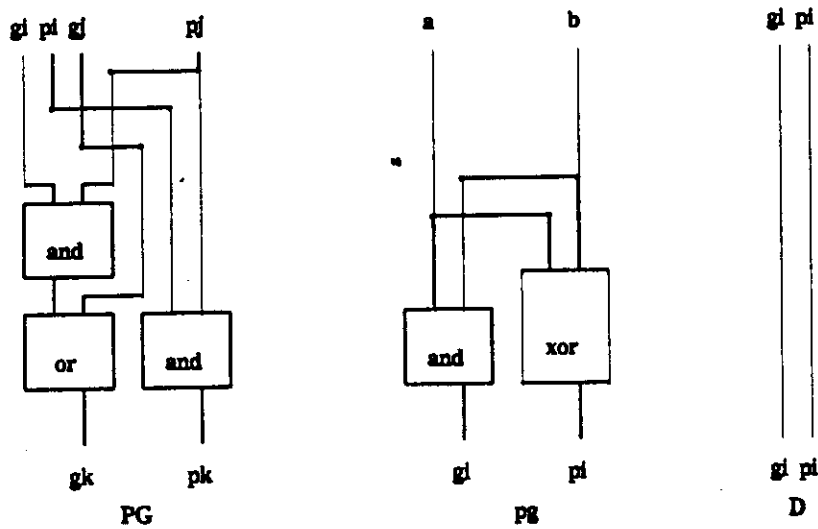 gi pi gj pj a b gi pi
and
or and and xor
gk pk gi pi gi pi
PG pg D